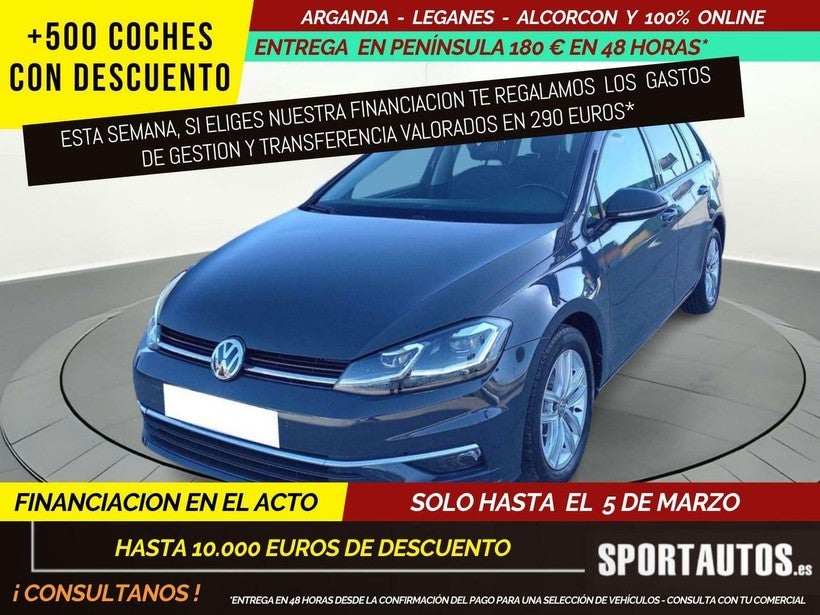 +500 COCHES
CON DESCUENTO
ARGANDA - LEGANES - ALCORCON Y 100% ONLINE
ENTREGA EN PENÍNSULA 180 € EN 48 HORAS*
ESTA SEMANA, SI ELIGES NUESTRA FINANCIACION TE REGALAMOS LOS GASTOS
DE GESTION Y TRANSFERENCIA VALORADOS EN 290 EUROS*
FINANCIACION EN EL ACTO
SOLO HASTA EL 5 DE MARZO
HASTA 10.000 EUROS DE DESCUENTO
SPORTAUTOS.es
¡ CONSULTANOS !
*ENTREGA EN 48 HORAS DESDE LA CONFIRMACIÓN DEL PAGO PARA UNA SELECCIÓN DE VEHÍCULOS - CONSULTA CON TU COMERCIAL